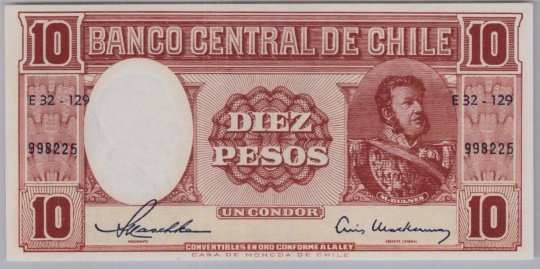 10 BANCO CENTRAL DE CHILE 10
E 32 - 129 E 32 - 129
998225 998225
DIEZ
PESOS
M. BULNES
10 UN CONDOR 10
PRESIDENTE GERENTE GENERAL
CONVERTIBLES EN ORO CONFORME A LA LEY
CASA DE MONEDA DE CHILE